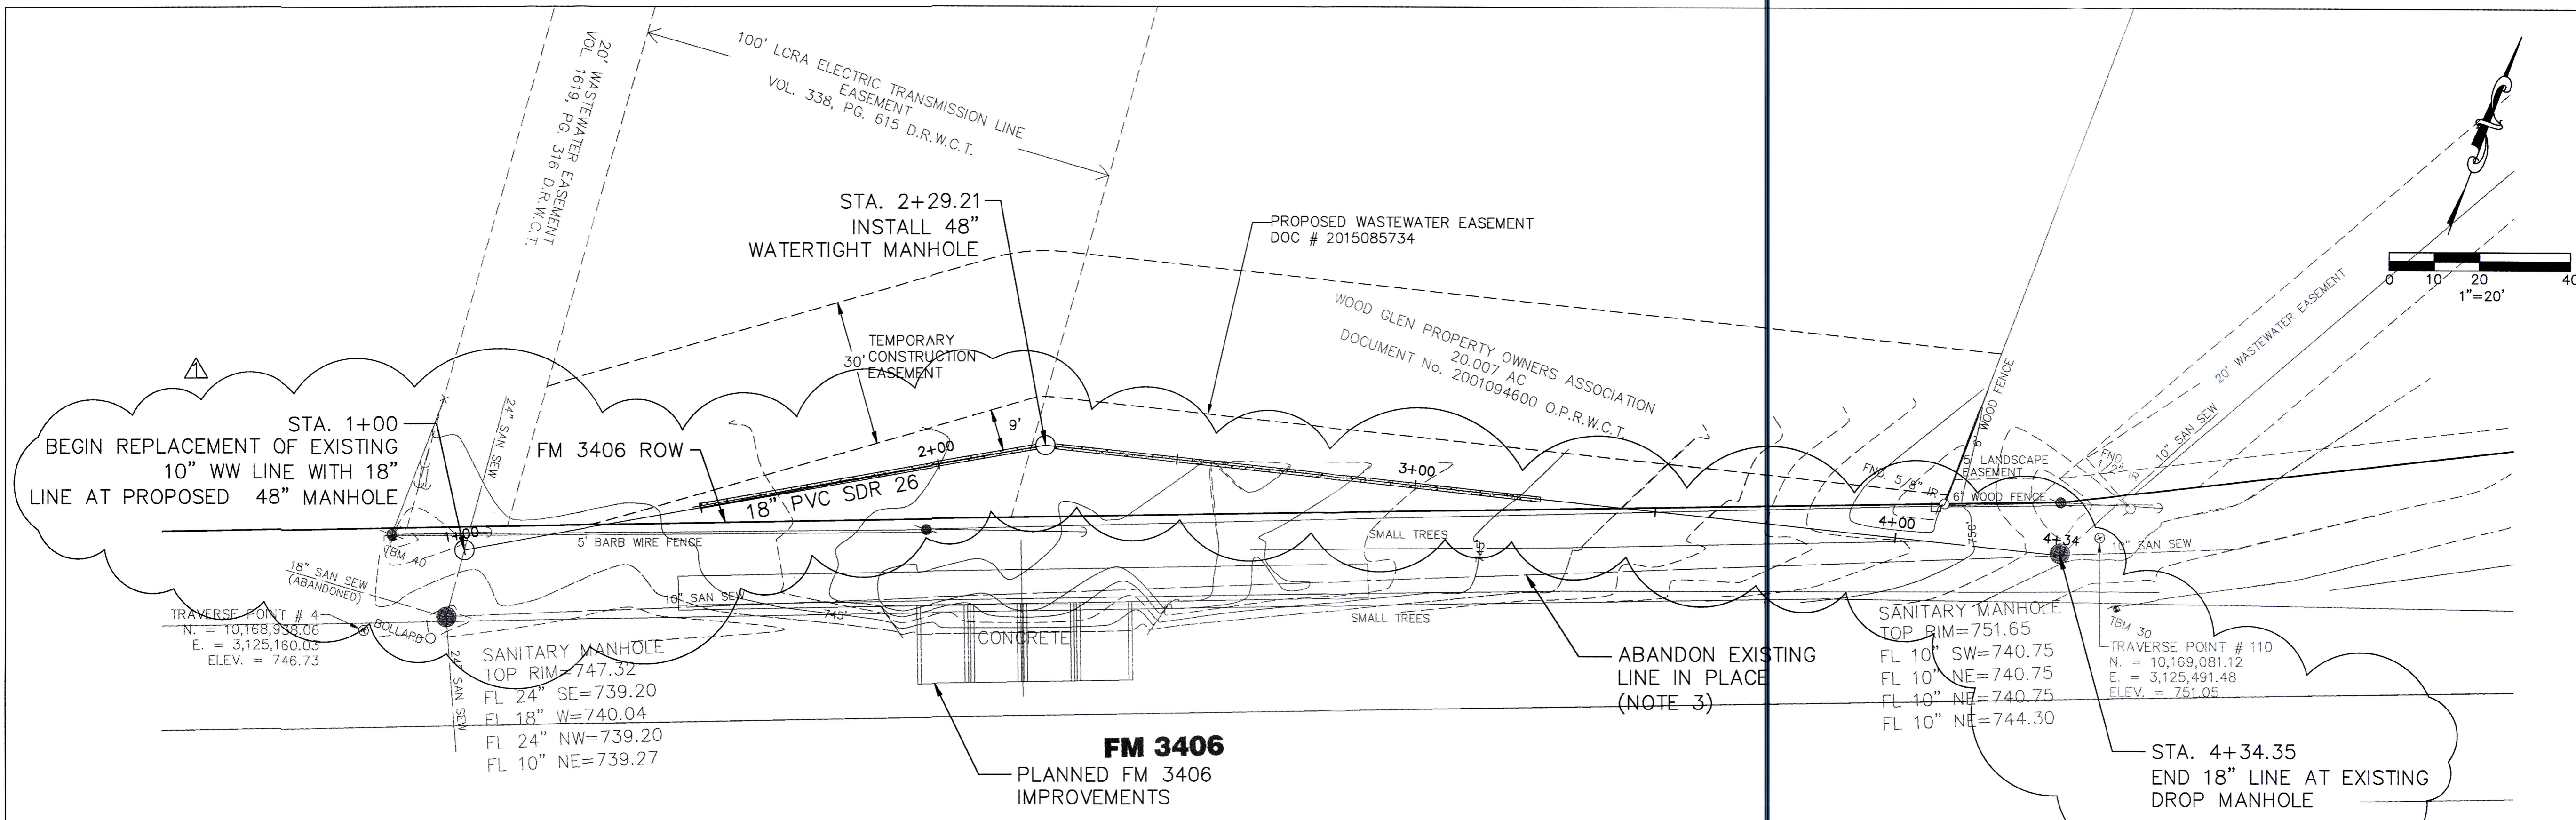 20' WASTEWATER EASEMENT
VOL. 1619, PG. 316 D.R.W.C.T.
100' LCRA ELECTRIC TRANSMISSION LINE
EASEMENT
VOL. 338, PG. 615 D.R.W.C.T.
STA. 2+29.21
INSTALL 48"
WATERTIGHT MANHOLE
PROPOSED WASTEWATER EASEMENT
DOC # 2015085734
0 10 20 40
1"=20'
20' WASTEWATER EASEMENT
WOOD GLEN PROPERTY OWNERS ASSOCIATION
20.007 AC
DOCUMENT No. 2001094600 O.P.R.W.C.T.
TEMPORARY
30' CONSTRUCTION
EASEMENT
1
STA. 1+00
BEGIN REPLACEMENT OF EXISTING
10" WW LINE WITH 18"
LINE AT PROPOSED 48" MANHOLE
24" SAN SEW
FM 3406 ROW
9'
2+00
18" PVC SDR 26
3+00
6' WOOD FENCE
FND. 5/8" IR
5' LANDSCAPE
EASEMENT
6' WOOD FENCE
FND.
1/2" IR
10" SAN SEW
1+00
TBM 40
5' BARB WIRE FENCE
SMALL TREES
745'
4+00
750'
4+34
10" SAN SEW
18" SAN SEW
(ABANDONED)
10" SAN SEW
745'
CONCRETE
SMALL TREES
TRAVERSE POINT # 4
N. = 10,168,938.06
E. = 3,125,160.03
ELEV. = 746.73
BOLLARD
24" SAN SEW
SANITARY MANHOLE
TOP RIM=747.32
FL 24" SE=739.20
FL 18" W=740.04
FL 24" NW=739.20
FL 10" NE=739.27
ABANDON EXISTING
LINE IN PLACE
(NOTE 3)
SANITARY MANHOLE
TOP RIM=751.65
FL 10" SW=740.75
FL 10" NE=740.75
FL 10" NE=740.75
FL 10" NE=744.30
TBM 30
TRAVERSE POINT # 110
N. = 10,169,081.12
E. = 3,125,491.48
ELEV. = 751.05
FM 3406
PLANNED FM 3406
IMPROVEMENTS
STA. 4+34.35
END 18" LINE AT EXISTING
DROP MANHOLE